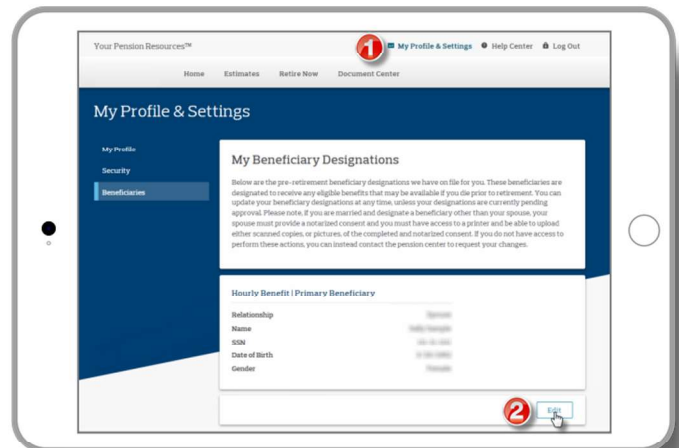 Your Pension Resources™
1
My Profile & Settings
Help Center
Log Out
Home Estimates Retire Now Document Center
My Profile & Settings
My Profile
Security
Beneficiaries
My Beneficiary Designations
Below are the pre-retirement beneficiary designations we have on file for you. These beneficiaries are
designated to receive any eligible benefits that may be available if you die prior to retirement. You can
update your beneficiary designations at any time, unless your designations are currently pending
approval. Please note, if you are married and designate a beneficiary other than your spouse, your
spouse must provide a notarized consent and you must have access to a printer and be able to upload
either scanned copies, or pictures, of the completed and notarized consent. If you do not have access to
perform these actions, you can instead contact the pension center to request your changes.
Hourly Benefit | Primary Beneficiary
Relationship
Name
SSN
Date of Birth
Gender
2
Edit